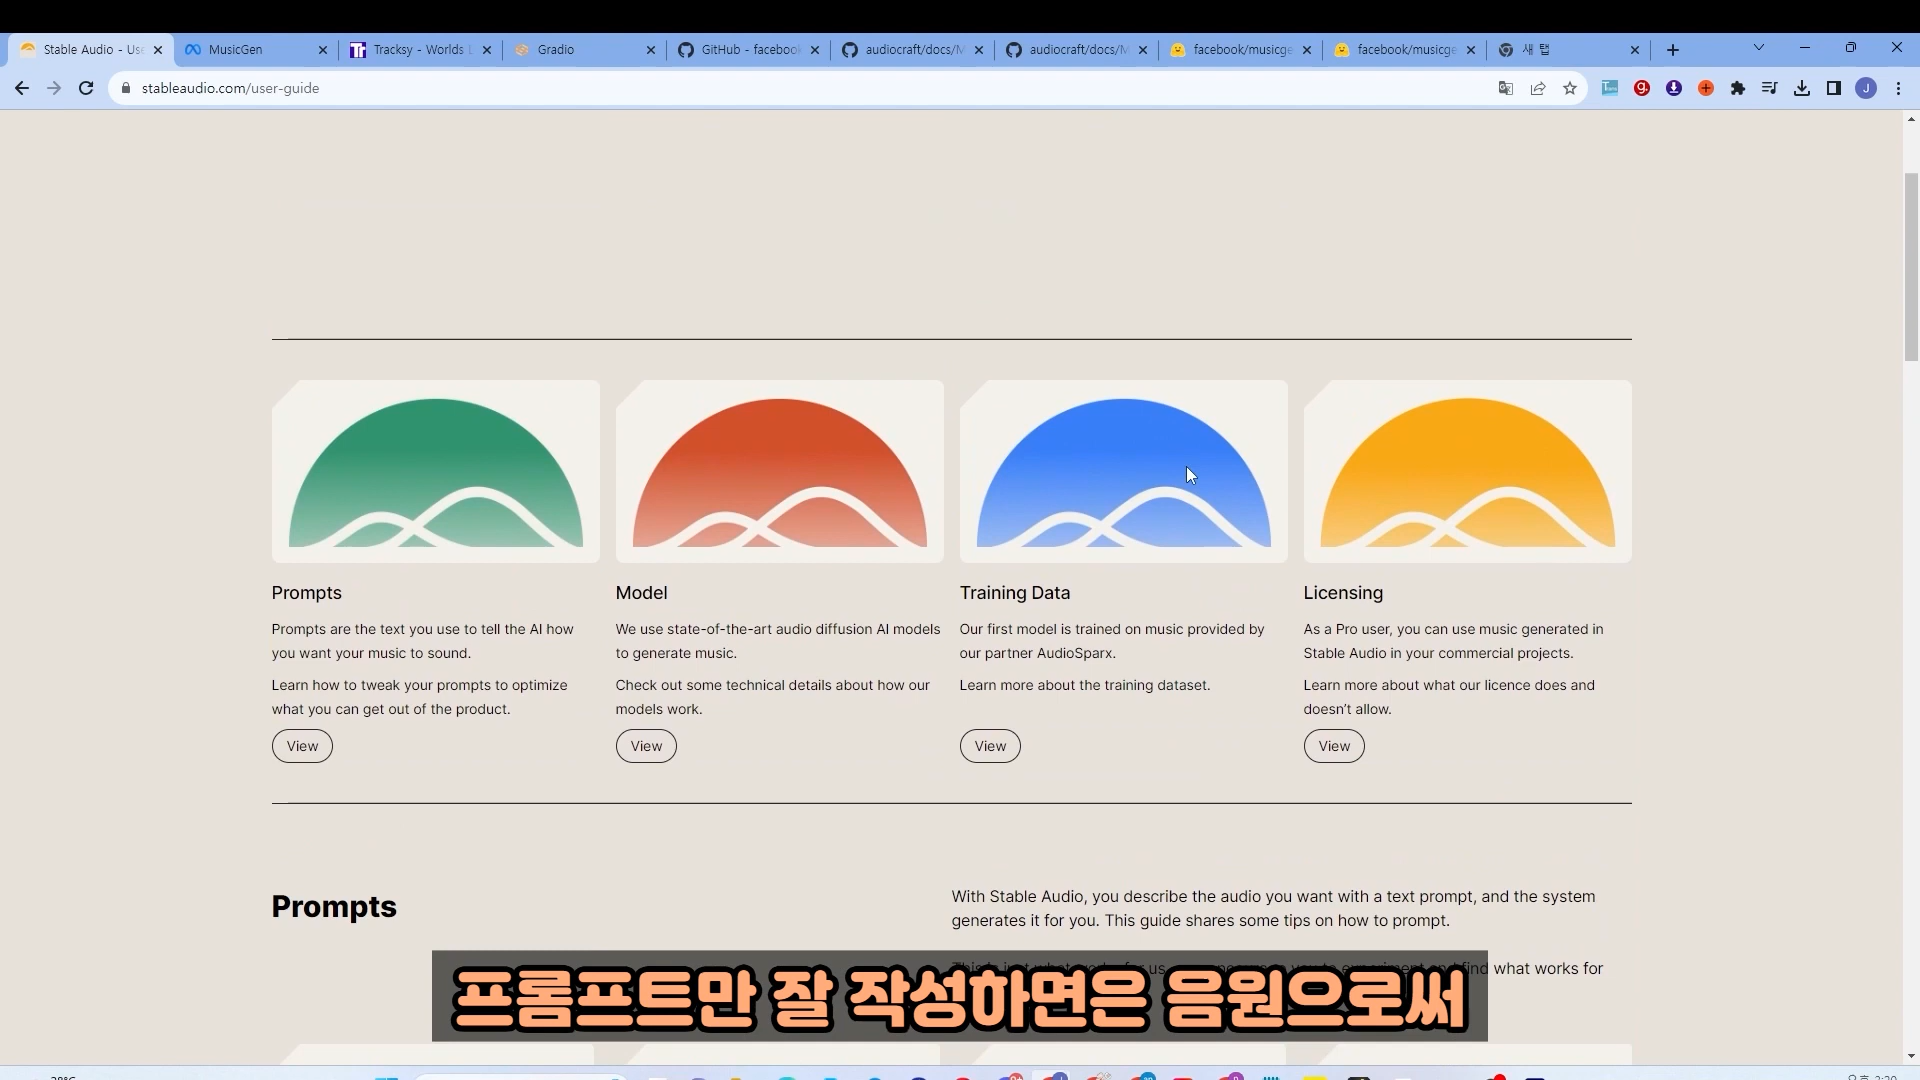 Stable Audio - Use
MusicGen
Tracksy - Worlds
Gradio
GitHub - facebook
audiocraft/docs/M
audiocraft/docs/M
facebook/musicge
facebook/musicge
새 탭
stableaudio.com/user-guide
J
Prompts
Prompts are the text you use to tell the AI how
you want your music to sound.
Learn how to tweak your prompts to optimize
what you can get out of the product.
View
Model
We use state-of-the-art audio diffusion AI models
to generate music.
Check out some technical details about how our
models work.
View
Training Data
Our first model is trained on music provided by
our partner AudioSparx.
Learn more about the training dataset.
View
Licensing
As a Pro user, you can use music generated in
Stable Audio in your commercial projects.
Learn more about what our licence does and
doesn't allow.
View
Prompts
With Stable Audio, you describe the audio you want with a text prompt, and the system
generates it for you. This guide shares some tips on how to prompt.
find what works for
프롬프트만 잘 작성하면은 음원으로써